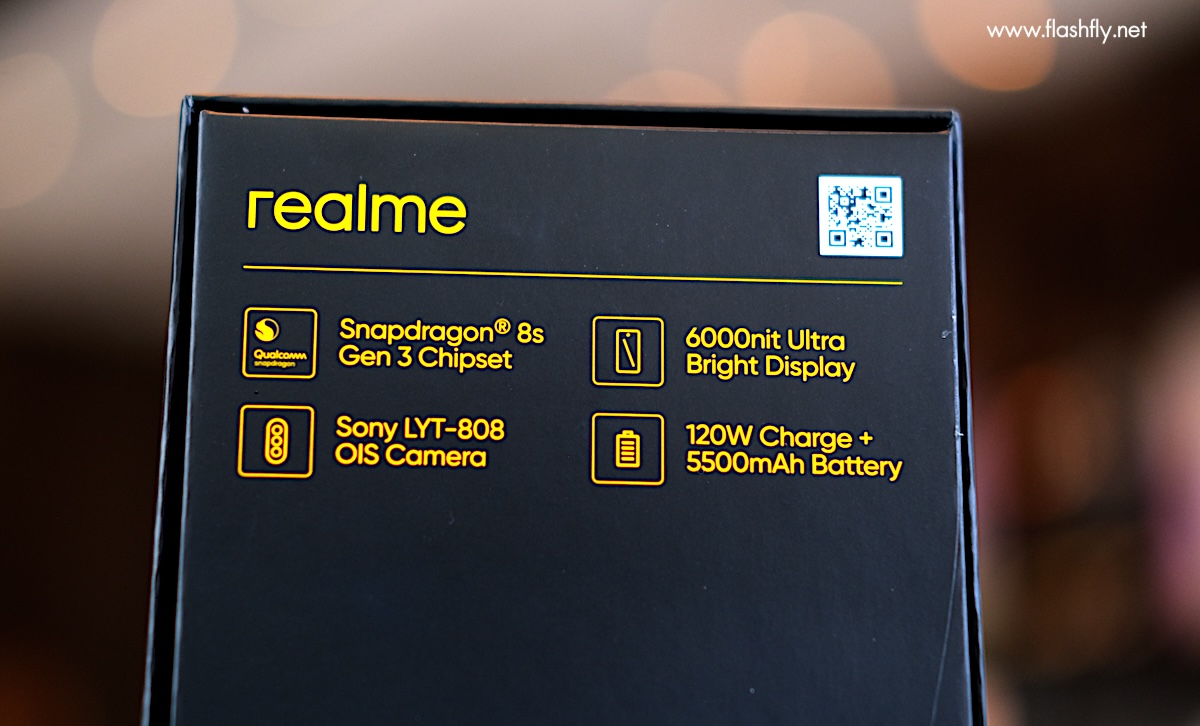 www.flashfly.net
realme
Snapdragon® 8s
Gen 3 Chipset
Qualcomm
snapdragon
6000nit Ultra
Bright Display
Sony LYT-808
OIS Camera
120W Charge +
5500mAh Battery